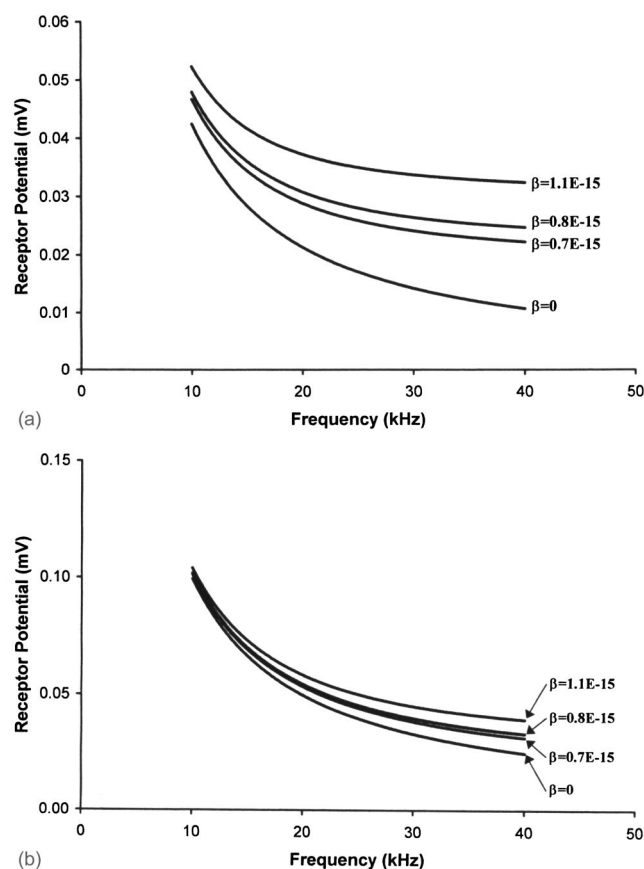 0.06
0.05
0.04
0.03
0.02
0.01
0
Receptor Potential (mV)
β=1.1E-15
β=0.8E-15
β=0.7E-15
β=0
0 10 20 30 40 50
Frequency (kHz)
(a)
0.15
0.10
0.05
0.00
Receptor Potential (mV)
β=1.1E-15
β=0.8E-15
β=0.7E-15
β=0
0 10 20 30 40 50
Frequency (kHz)
(b)